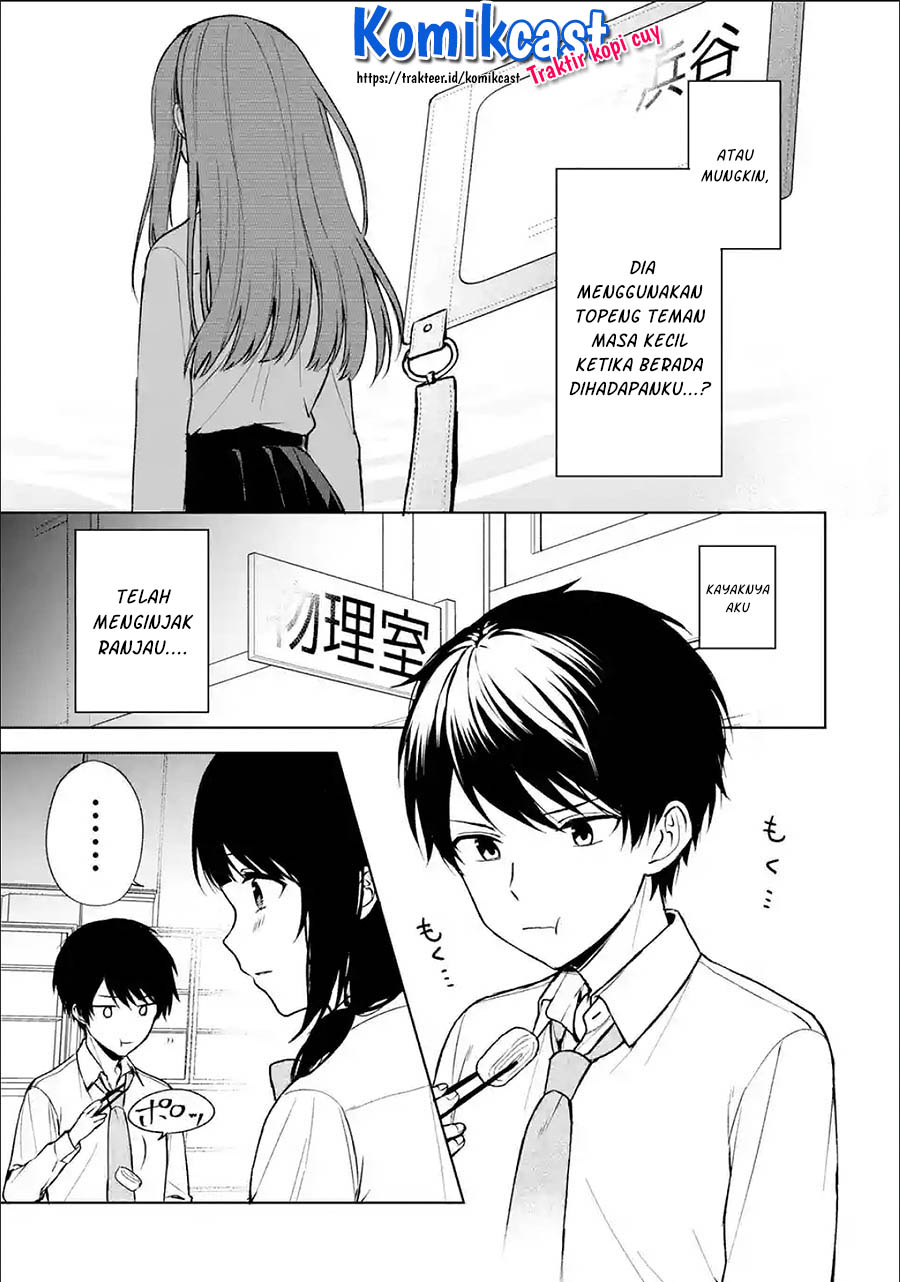 Komikcast
Traktir kopi cuy
https://trakteer.id/komikcast
浜谷
ATAU
MUNGKIN,
DIA
MENGGUNAKAN
TOPENG TEMAN
MASA KECIL
KETIKA BERADA
DIHADAPANKU...?
KAYAKNYA
AKU
TELAH
MENGINJAK
RANJAU....
物理室
もく…
もく…
......
ポロッ